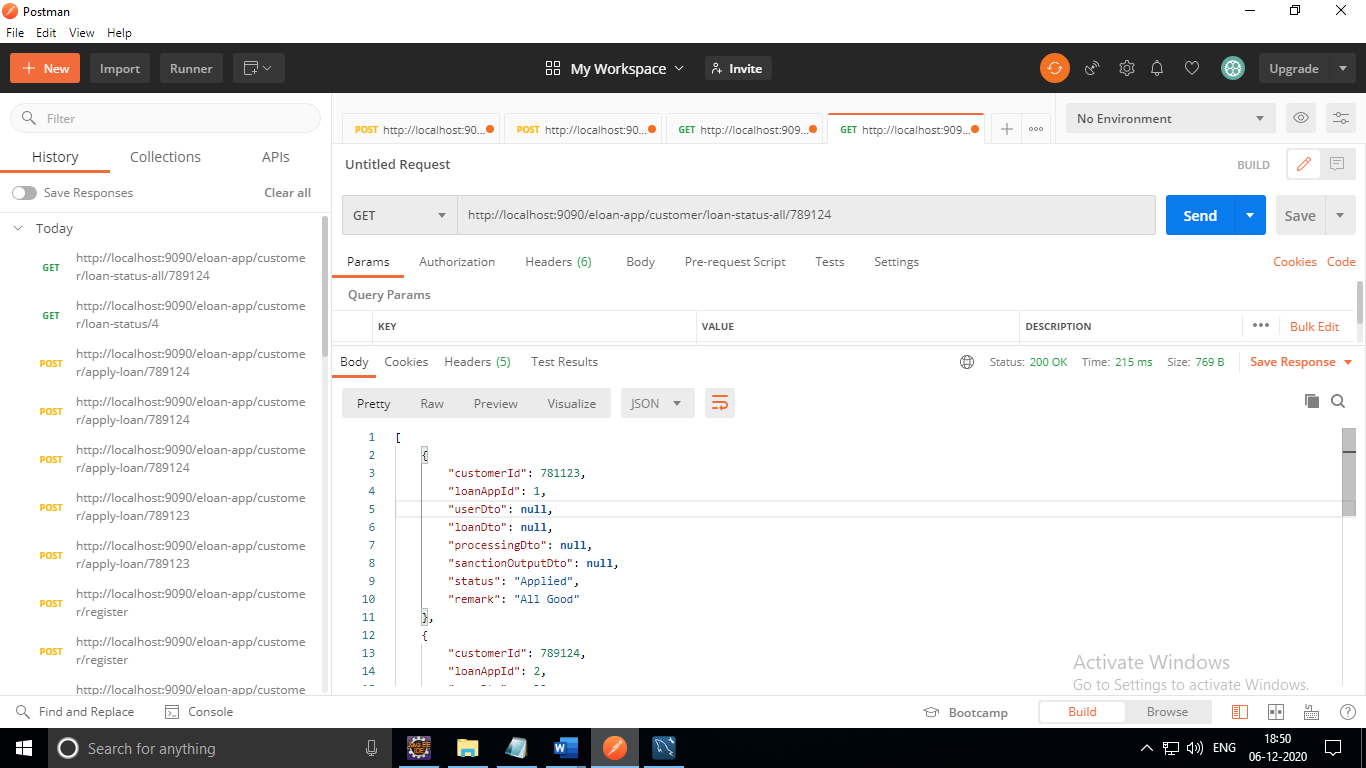 Postman
File Edit View Help
+ New Import Runner My Workspace Invite Upgrade
Filter
History Collections APIs
Save Responses Clear all
Today
GET http://localhost:9090/eloan-app/custome
r/loan-status-all/789124
GET http://localhost:9090/eloan-app/custome
r/loan-status/4
POST http://localhost:9090/eloan-app/custome
r/apply-loan/789124
POST http://localhost:9090/eloan-app/custome
r/apply-loan/789124
POST http://localhost:9090/eloan-app/custome
r/apply-loan/789124
POST http://localhost:9090/eloan-app/custome
r/apply-loan/789123
POST http://localhost:9090/eloan-app/custome
r/apply-loan/789123
POST http://localhost:9090/eloan-app/custome
r/register
POST http://localhost:9090/eloan-app/custome
r/register
http://localhost:9090/eloan-app/custome
POST http://localhost:90... POST http://localhost:90... GET http://localhost:909... GET http://localhost:909... No Environment
Untitled Request BUILD
GET http://localhost:9090/eloan-app/customer/loan-status-all/789124 Send Save
Params Authorization Headers (6) Body Pre-request Script Tests Settings Cookies Code
Query Params
KEY VALUE DESCRIPTION ••• Bulk Edit
Body Cookies Headers (5) Test Results Status: 200 OK Time: 215 ms Size: 769 B Save Response
Pretty Raw Preview Visualize JSON
1 [
2 {
3 "customerId": 781123,
4 "loanAppId": 1,
5 "userDto": null,
6 "loanDto": null,
7 "processingDto": null,
8 "sanctionOutputDto": null,
9 "status": "Applied",
10 "remark": "All Good"
11 },
12 {
13 "customerId": 789124,
14 "loanAppId": 2,
Activate Windows
Go to Settings to activate Windows.
Find and Replace Console Bootcamp Build Browse
Search for anything ENG 18:50
06-12-2020